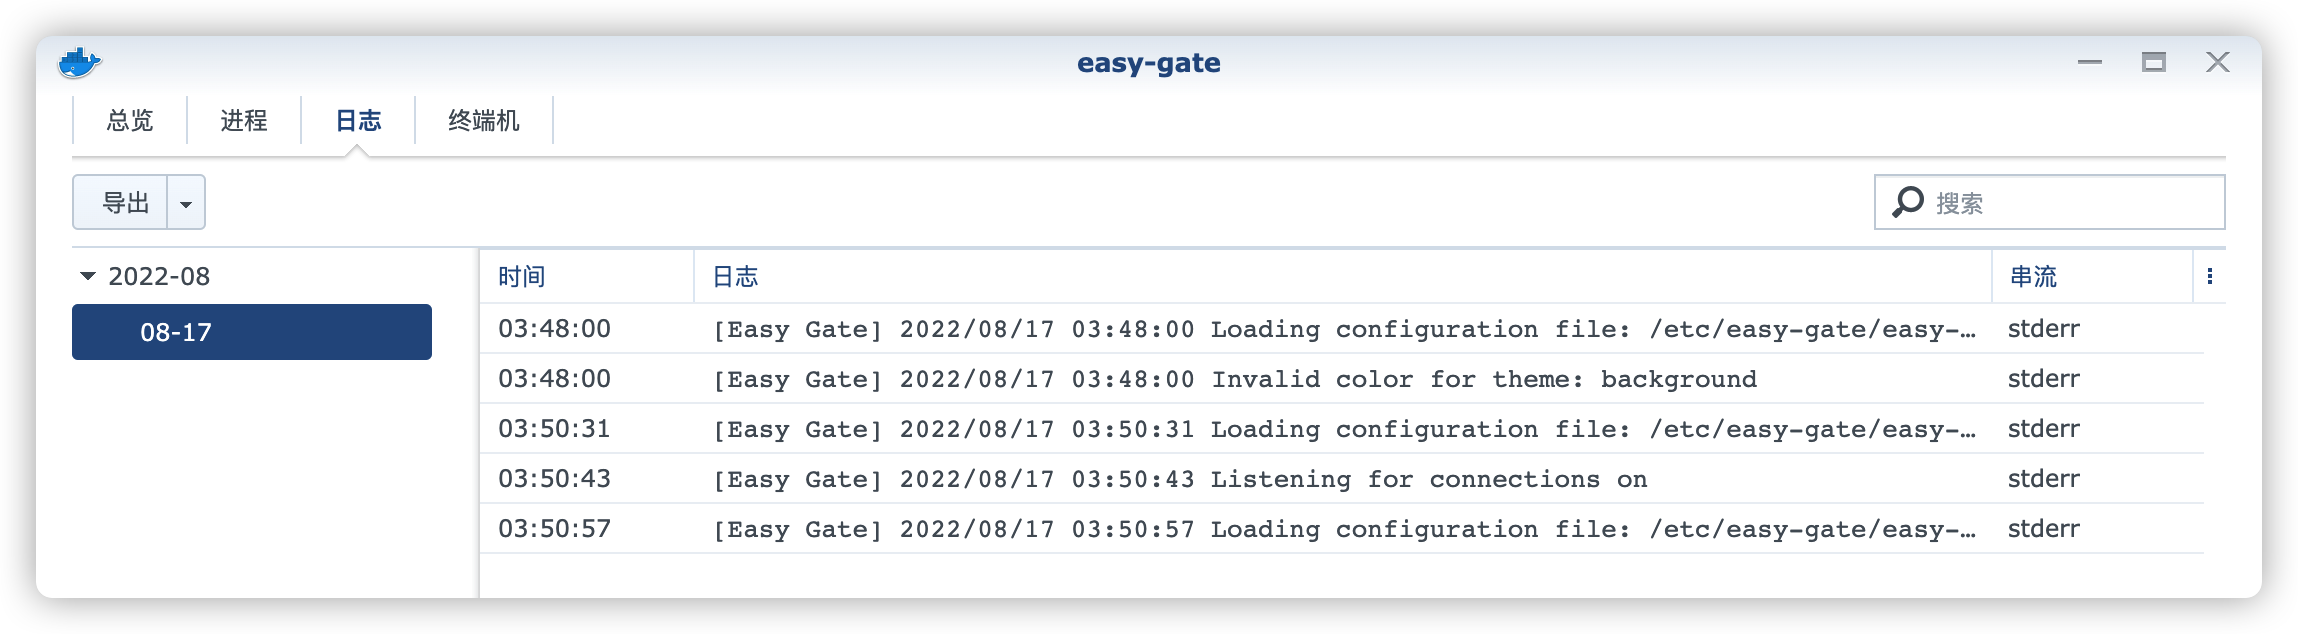 easy-gate
总览 进程 日志 终端机
导出 搜索
2022-08
08-17
时间 日志 串流
03:48:00 [Easy Gate] 2022/08/17 03:48:00 Loading configuration file: /etc/easy-gate/easy-… stderr
03:48:00 [Easy Gate] 2022/08/17 03:48:00 Invalid color for theme: background stderr
03:50:31 [Easy Gate] 2022/08/17 03:50:31 Loading configuration file: /etc/easy-gate/easy-… stderr
03:50:43 [Easy Gate] 2022/08/17 03:50:43 Listening for connections on stderr
03:50:57 [Easy Gate] 2022/08/17 03:50:57 Loading configuration file: /etc/easy-gate/easy-… stderr